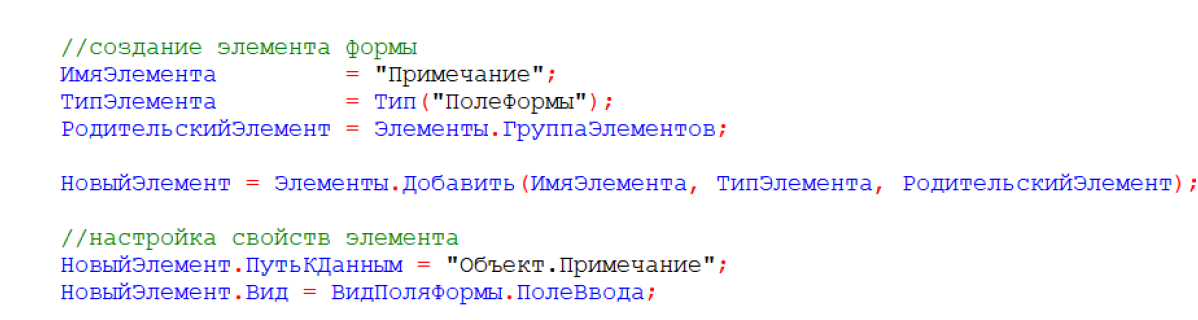 //создание элемента формы
ИмяЭлемента = "Примечание";
ТипЭлемента = Тип("ПолеФормы");
РодительскийЭлемент = Элементы.ГруппаЭлементов;
НовыйЭлемент = Элементы.Добавить(ИмяЭлемента, ТипЭлемента, РодительскийЭлемент);
//настройка свойств элемента
НовыйЭлемент.ПутьКДанным = "Объект.Примечание";
НовыйЭлемент.Вид = ВидПоляФормы.ПолеВвода;